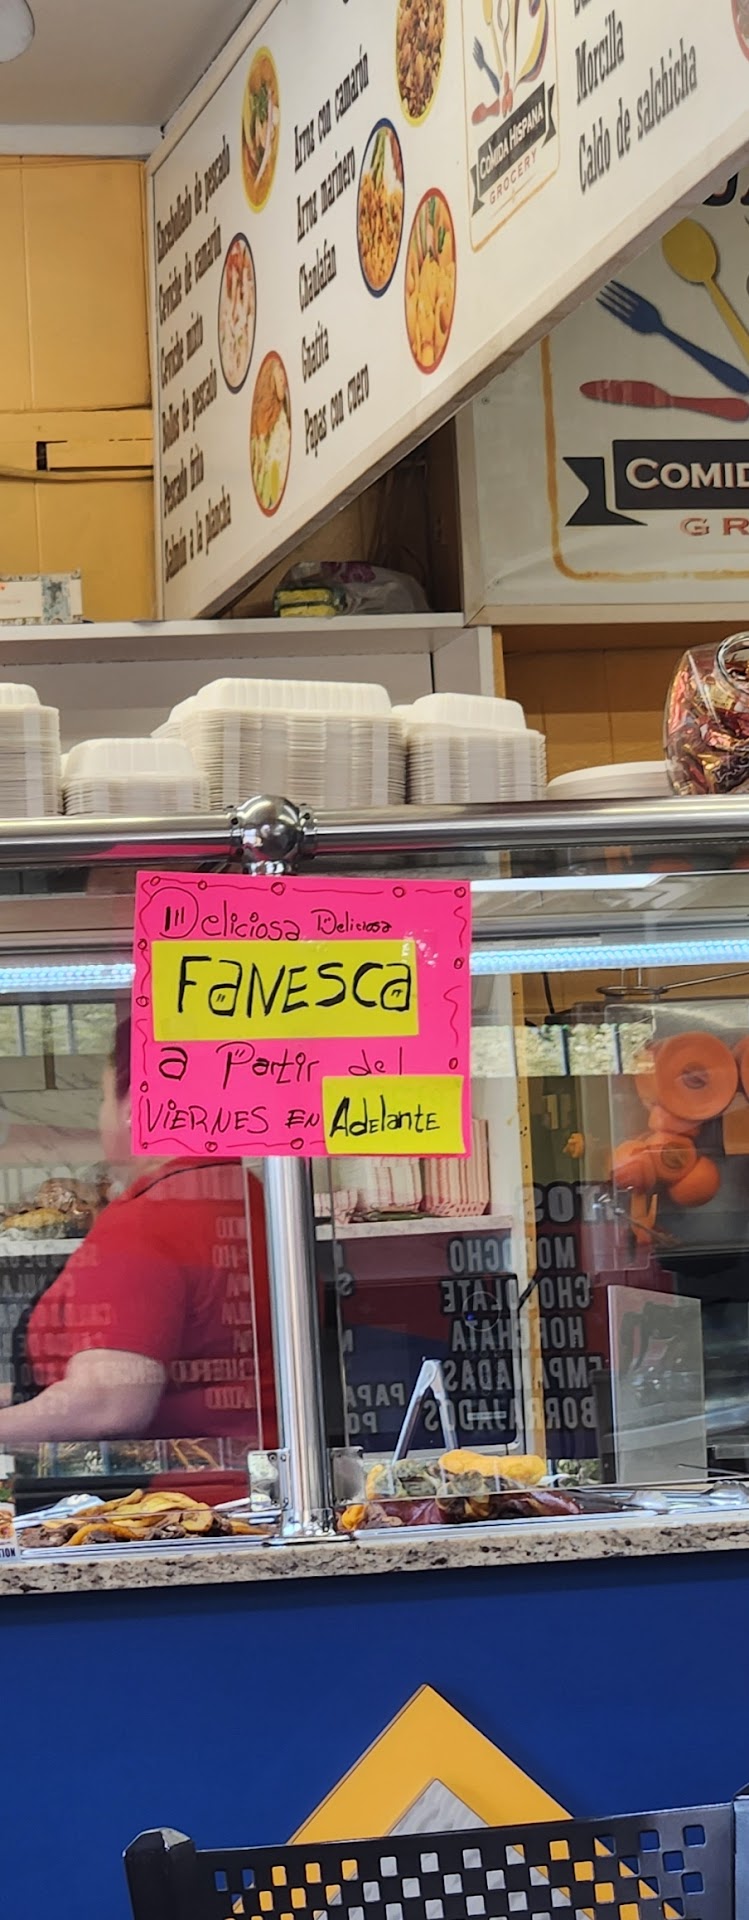 Encebollado de pescado
Ceviche de camarón
Ceviche mixto
Bollos de pescado
Pescado frito
Salmón a la plancha
Arroz con camarón
Arroz marinero
Chaulafan
Guatita
Papas con cuero
COMIDA HISPANA
GROCERY
Morcilla
Caldo de salchicha
COMID
GR
Deliciosa Deliciosa
FANESCA
a Partir del
VIERNES EN Adelante
MOROCHO
CHOCOLATE
HORCHATA
EMPANADAS
BORRAJADOS